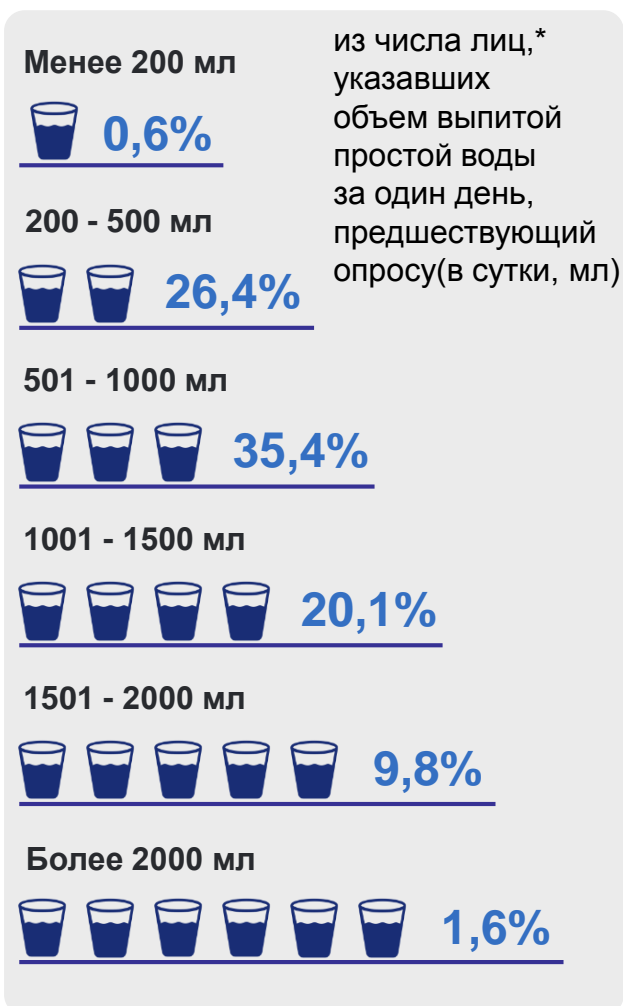 Менее 200 мл
0,6%
из числа лиц,*
указавших
объем выпитой
простой воды
за один день,
предшествующий
опросу(в сутки, мл)
200 - 500 мл
26,4%
501 - 1000 мл
35,4%
1001 - 1500 мл
20,1%
1501 - 2000 мл
9,8%
Более 2000 мл
1,6%